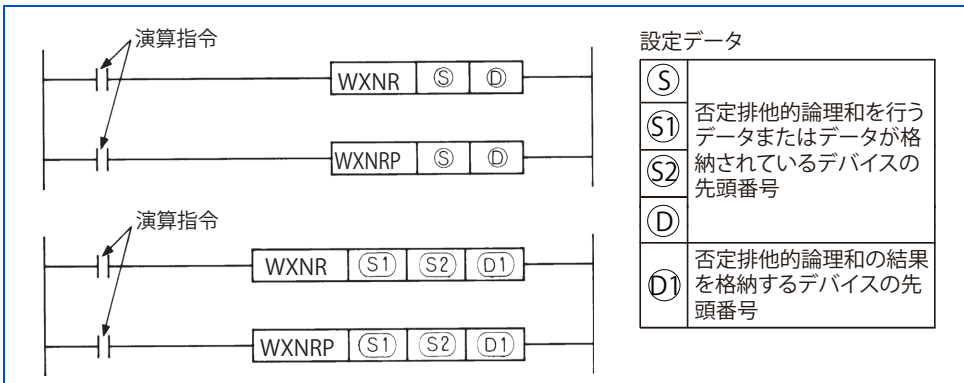 演算指令
WXNR Ⓢ Ⓓ
WXNRP Ⓢ Ⓓ
演算指令
WXNR S1 S2 D1
WXNRP S1 S2 D1
設定データ
Ⓢ
S1
S2
Ⓓ
否定排他的論理和を行う
データまたはデータが格
納されているデバイスの
先頭番号
D1
否定排他的論理和の結果
を格納するデバイスの先
頭番号